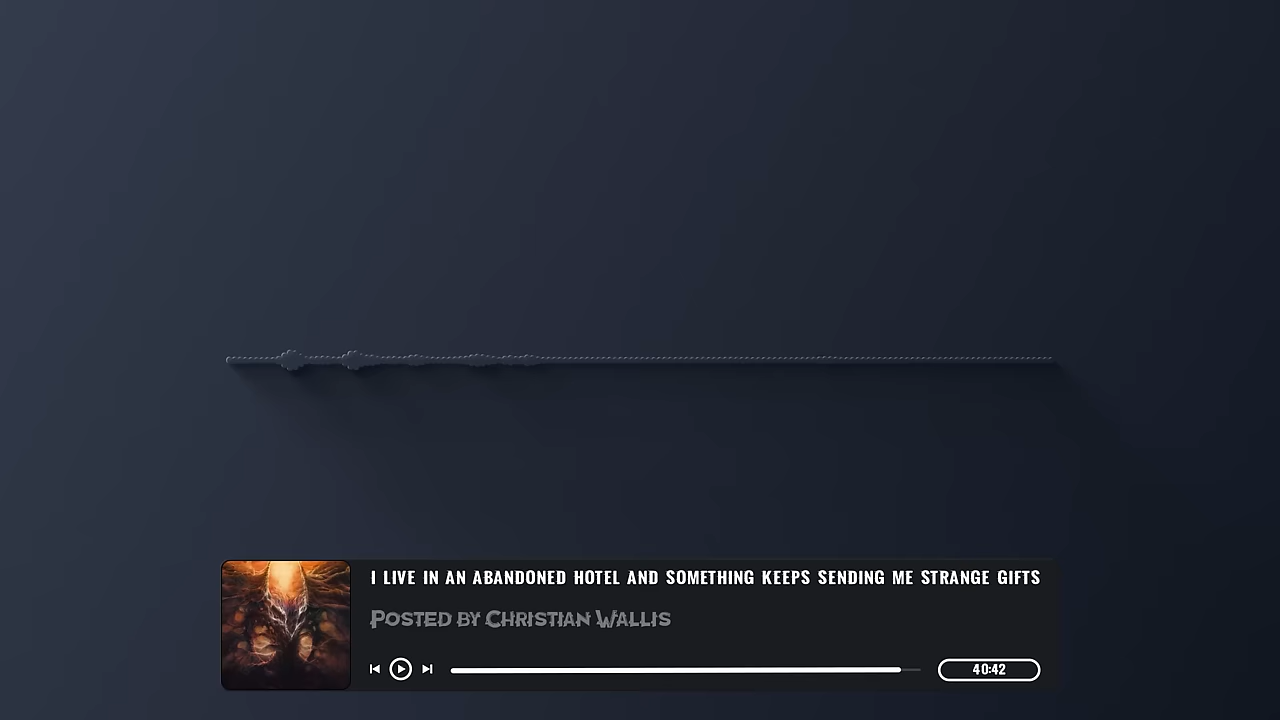 I LIVE IN AN ABANDONED HOTEL AND SOMETHING KEEPS SENDING ME STRANGE GIFTS
POSTED BY CHRISTIAN WALLIS
40:42